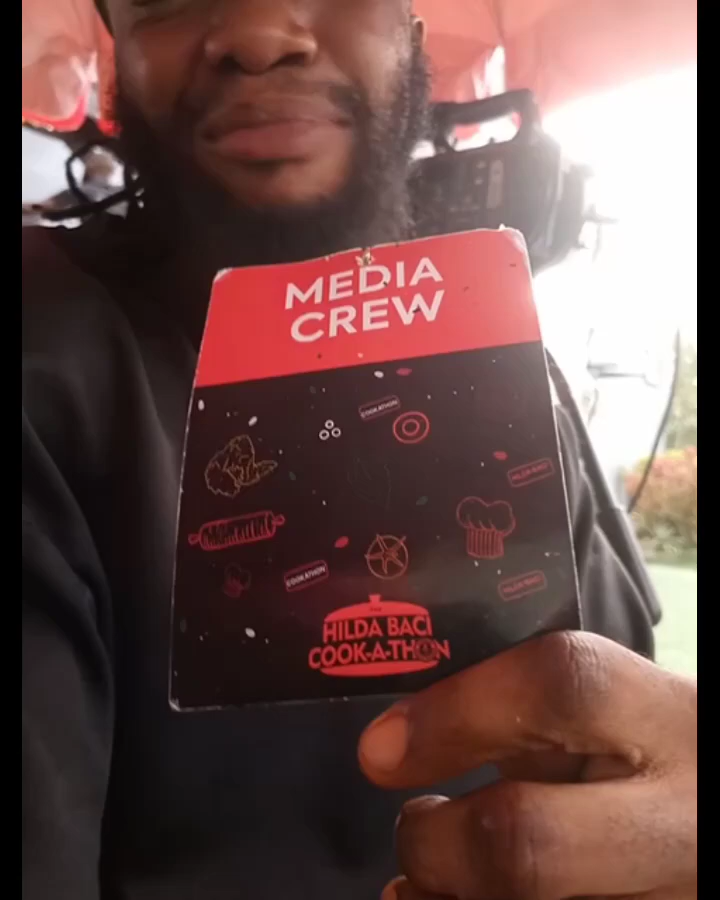 MEDIA
CREW
COOKATHON
HILDA BACI
COOKATHON
HILDA BACI
HILDA BACI
COOK-A-THON